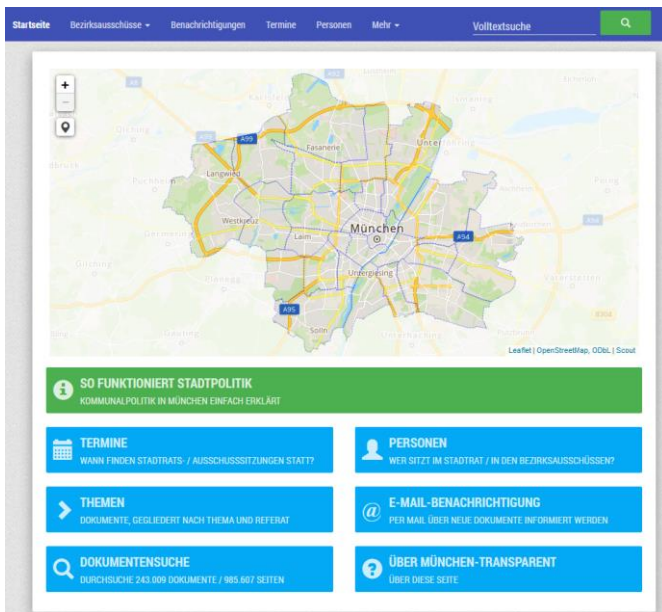 Startseite Bezirksausschüsse Benachrichtigungen Termine Personen Mehr Volltextsuche
+
−
A99
A99
Fasanerie
Langwied
Westkreuz
Laim
München
A94
Untergiesing
A95
Solln
Leaflet | OpenStreetMap, ODbL | Scout
SO FUNKTIONIERT STADTPOLITIK
KOMMUNALPOLITIK IN MÜNCHEN EINFACH ERKLÄRT
TERMINE
WANN FINDEN STADTRATS- / AUSSCHUSSSITZUNGEN STATT?
PERSONEN
WER SITZT IM STADTRAT / IN DEN BEZIRKSAUSSCHÜSSEN?
THEMEN
DOKUMENTE, GEGLIEDERT NACH THEMA UND REFERAT
E-MAIL-BENACHRICHTIGUNG
PER MAIL ÜBER NEUE DOKUMENTE INFORMIERT WERDEN
DOKUMENTENSUCHE
DURCHSUCHE 243.009 DOKUMENTE / 985.607 SEITEN
ÜBER MÜNCHEN-TRANSPARENT
ÜBER DIESE SEITE